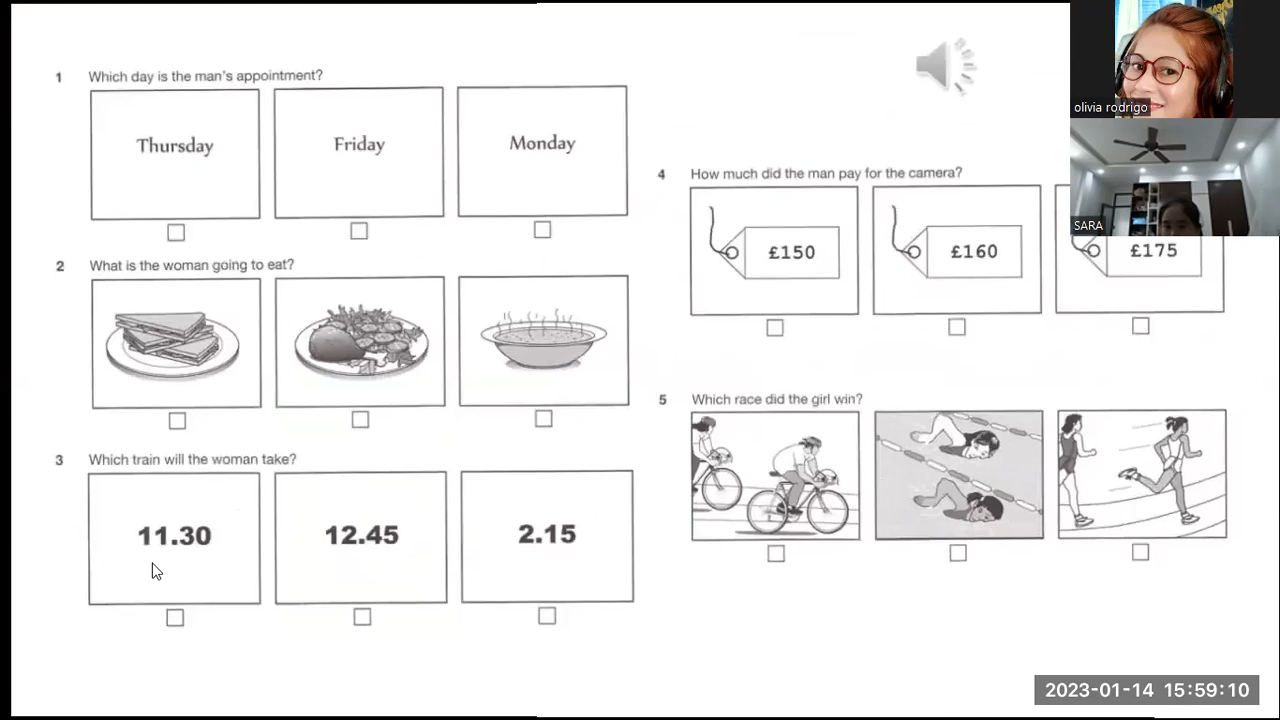 1 Which day is the man's appointment?
Thursday Friday Monday
2 What is the woman going to eat?
3 Which train will the woman take?
11.30 12.45 2.15
4 How much did the man pay for the camera?
£150 £160 £175
5 Which race did the girl win?
olivia rodrigo
SARA
2023-01-14 15:59:10